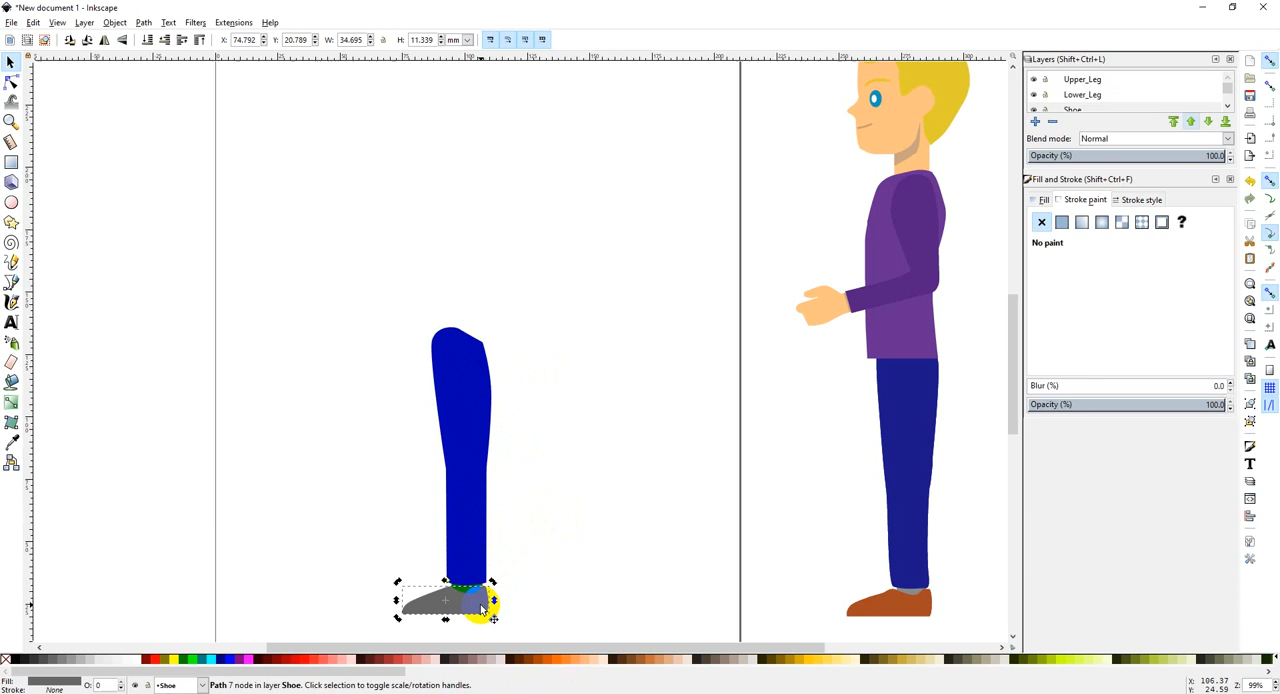 *New document 1 - Inkscape
File Edit View Layer Object Path Text Filters Extensions Help
X: 74.792 Y: 20.789 W: 34.695 H: 11.339 mm
Layers (Shift+Ctrl+L)
Upper_Leg
Lower_Leg
Shoe
Blend mode: Normal
Opacity (%) 100.0
Fill and Stroke (Shift+Ctrl+F)
Fill Stroke paint Stroke style
No paint
Blur (%) 0.0
Opacity (%) 100.0
Fill: O: 0 •Shoe Path 7 node in layer Shoe. Click selection to toggle scale/rotation handles. X: 106.37 Z: 99%
Stroke: None Y: 24.59